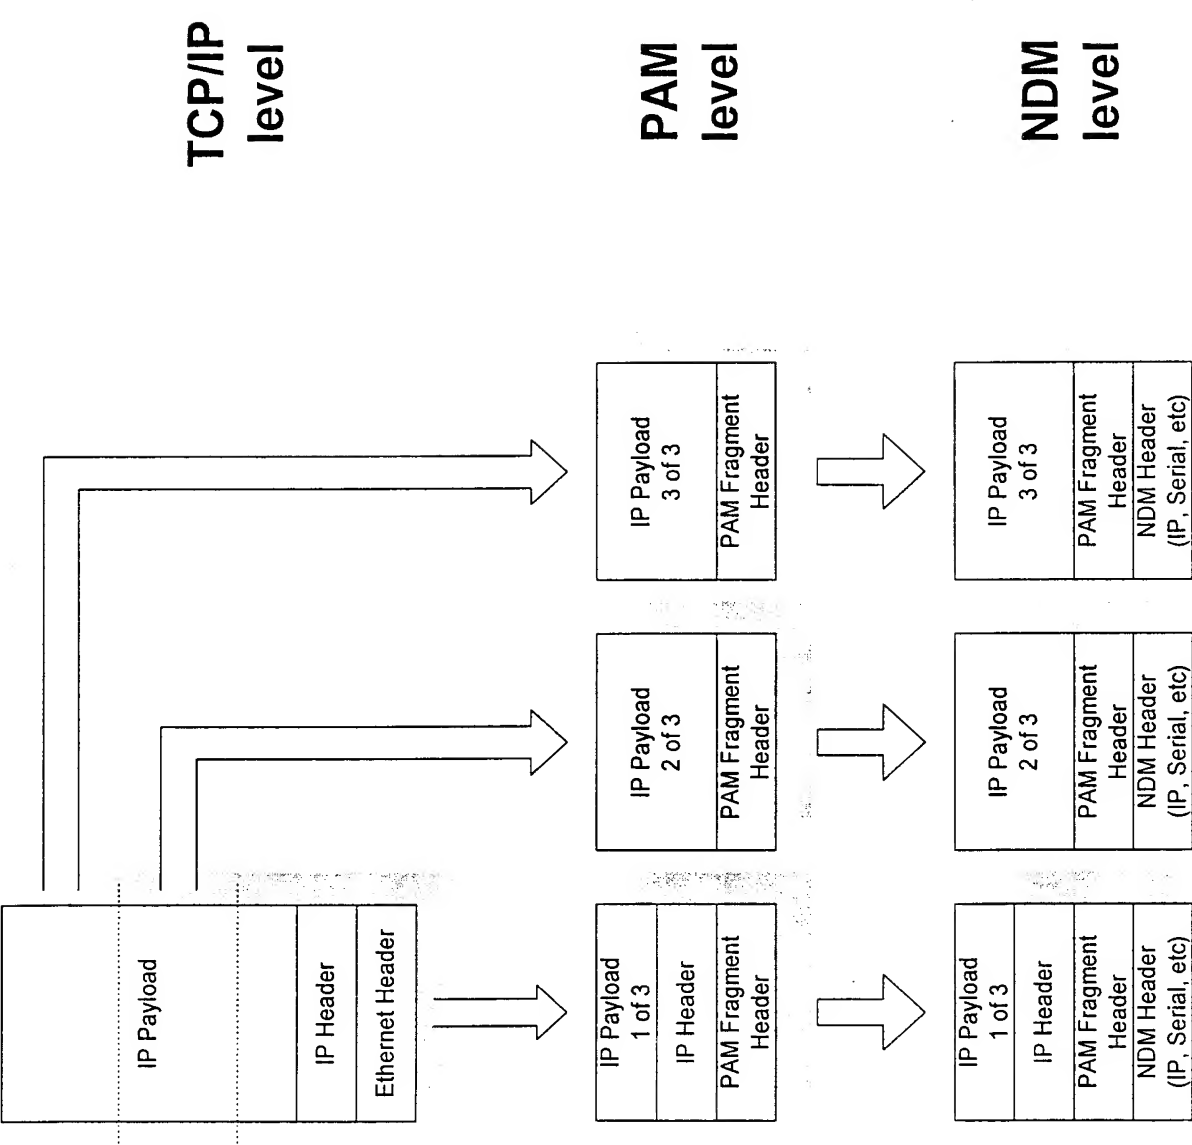 TCP/IP
level
PAM
level
NDM
level
IP Payload
IP Header
Ethernet Header
IP Payload
1 of 3
IP Header
PAM Fragment
Header
IP Payload
2 of 3
PAM Fragment
Header
IP Payload
3 of 3
PAM Fragment
Header
IP Payload
1 of 3
IP Header
PAM Fragment
Header
NDM Header
(IP, Serial, etc)
IP Payload
2 of 3
PAM Fragment
Header
NDM Header
(IP, Serial, etc)
IP Payload
3 of 3
PAM Fragment
Header
NDM Header
(IP, Serial, etc)